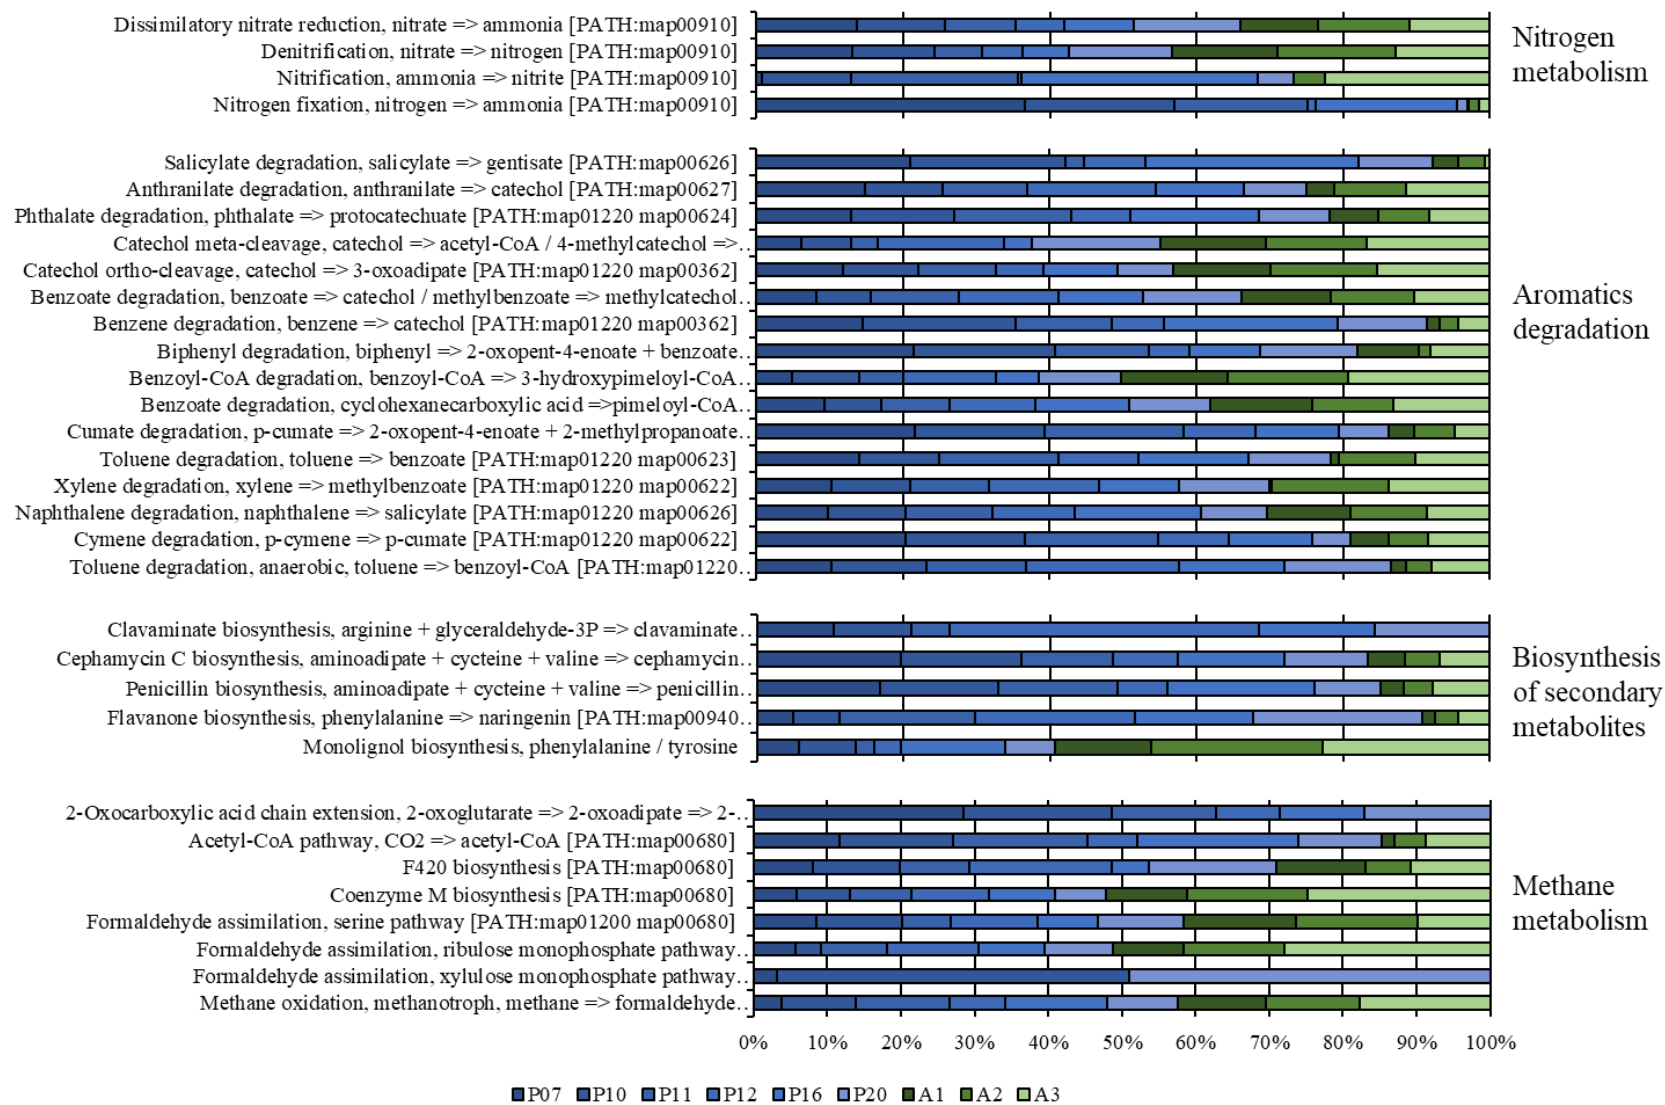 Dissimilatory nitrate reduction, nitrate => ammonia [PATH:map00910]
Denitrification, nitrate => nitrogen [PATH:map00910]
Nitrification, ammonia => nitrite [PATH:map00910]
Nitrogen fixation, nitrogen => ammonia [PATH:map00910]
Nitrogen
metabolism
Salicylate degradation, salicylate => gentisate [PATH:map00626]
Anthranilate degradation, anthranilate => catechol [PATH:map00627]
Phthalate degradation, phthalate => protocatechuate [PATH:map01220 map00624]
Catechol meta-cleavage, catechol => acetyl-CoA / 4-methylcatechol =>..
Catechol ortho-cleavage, catechol => 3-oxoadipate [PATH:map01220 map00362]
Benzoate degradation, benzoate => catechol / methylbenzoate => methylcatechol..
Benzene degradation, benzene => catechol [PATH:map01220 map00362]
Biphenyl degradation, biphenyl => 2-oxopent-4-enoate + benzoate..
Benzoyl-CoA degradation, benzoyl-CoA => 3-hydroxypimeloyl-CoA..
Benzoate degradation, cyclohexanecarboxylic acid =>pimeloyl-CoA..
Cumate degradation, p-cumate => 2-oxopent-4-enoate + 2-methylpropanoate..
Toluene degradation, toluene => benzoate [PATH:map01220 map00623]
Xylene degradation, xylene => methylbenzoate [PATH:map01220 map00622]
Naphthalene degradation, naphthalene => salicylate [PATH:map01220 map00626]
Cymene degradation, p-cymene => p-cumate [PATH:map01220 map00622]
Toluene degradation, anaerobic, toluene => benzoyl-CoA [PATH:map01220..
Aromatics
degradation
Clavaminate biosynthesis, arginine + glyceraldehyde-3P => clavaminate..
Cephamycin C biosynthesis, aminoadipate + cycteine + valine => cephamycin..
Penicillin biosynthesis, aminoadipate + cycteine + valine => penicillin..
Flavanone biosynthesis, phenylalanine => naringenin [PATH:map00940..
Monolignol biosynthesis, phenylalanine / tyrosine
Biosynthesis
of secondary
metabolites
2-Oxocarboxylic acid chain extension, 2-oxoglutarate => 2-oxoadipate => 2-..
Acetyl-CoA pathway, CO2 => acetyl-CoA [PATH:map00680]
F420 biosynthesis [PATH:map00680]
Coenzyme M biosynthesis [PATH:map00680]
Formaldehyde assimilation, serine pathway [PATH:map01200 map00680]
Formaldehyde assimilation, ribulose monophosphate pathway..
Formaldehyde assimilation, xylulose monophosphate pathway..
Methane oxidation, methanotroph, methane => formaldehyde..
Methane
metabolism
0% 10% 20% 30% 40% 50% 60% 70% 80% 90% 100%
P07 P10 P11 P12 P16 P20 A1 A2 A3